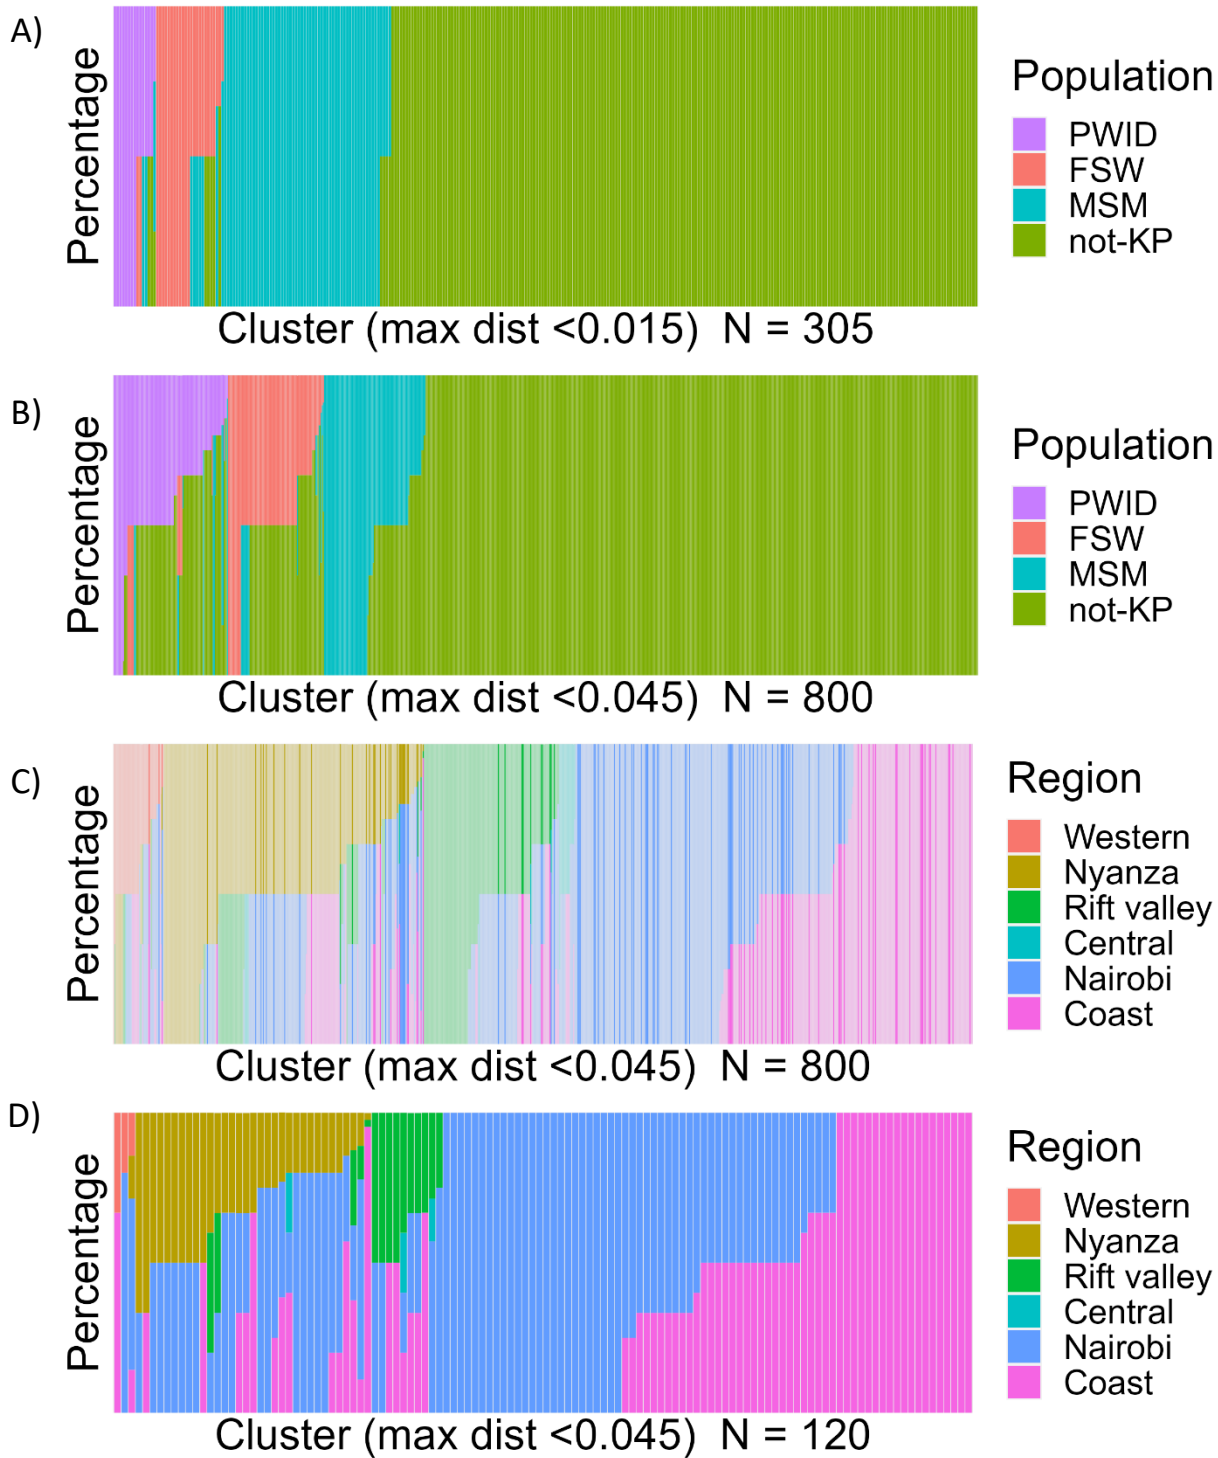 A)
Percentage
Cluster (max dist <0.015)  N = 305
Population
PWID
FSW
MSM
not-KP
B)
Percentage
Cluster (max dist <0.045)  N = 800
Population
PWID
FSW
MSM
not-KP
C)
Percentage
Cluster (max dist <0.045)  N = 800
Region
Western
Nyanza
Rift valley
Central
Nairobi
Coast
D)
Percentage
Cluster (max dist <0.045)  N = 120
Region
Western
Nyanza
Rift valley
Central
Nairobi
Coast